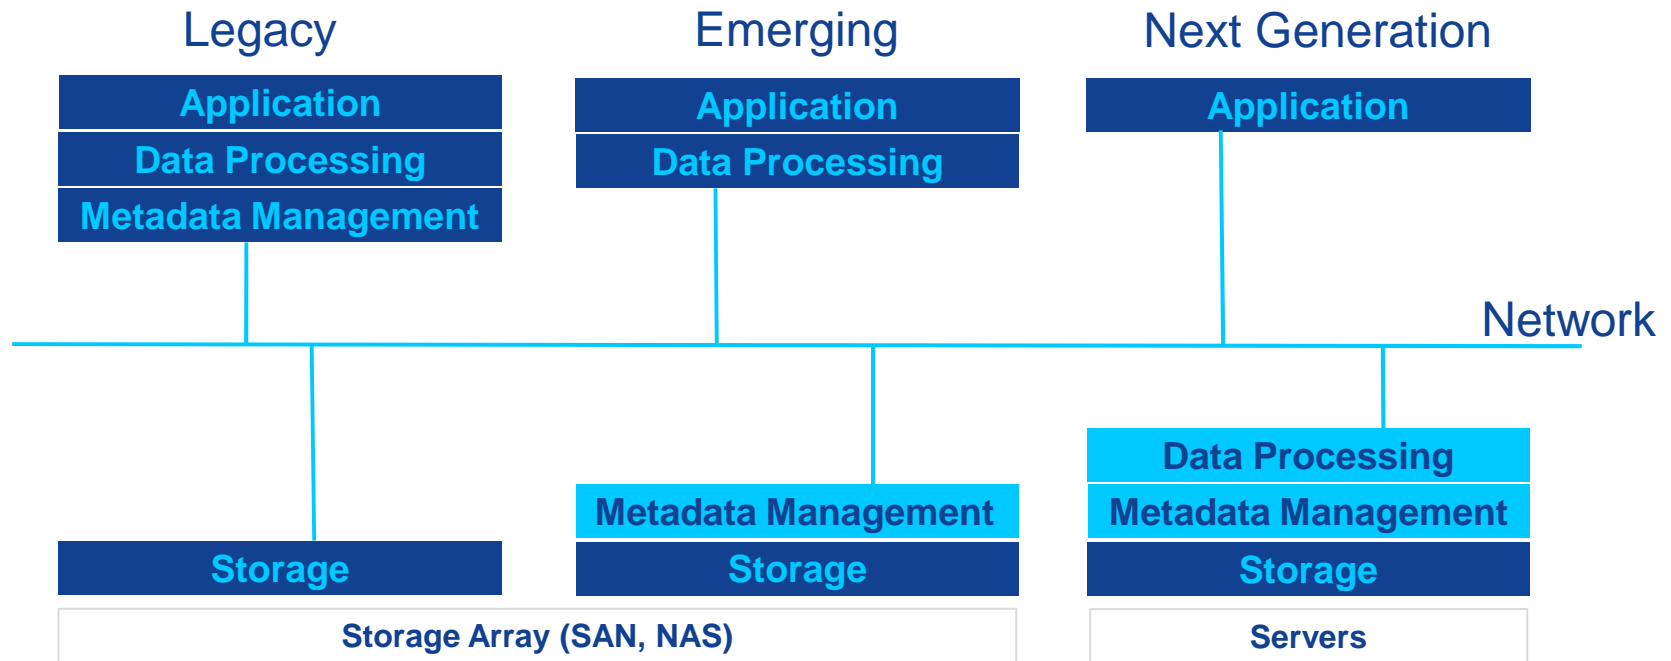 Legacy
Emerging
Next Generation
Application
Application
Application
Data Processing
Data Processing
Metadata Management
Network
Data Processing
Metadata Management
Metadata Management
Storage
Storage
Storage
Storage Array (SAN, NAS)
Servers